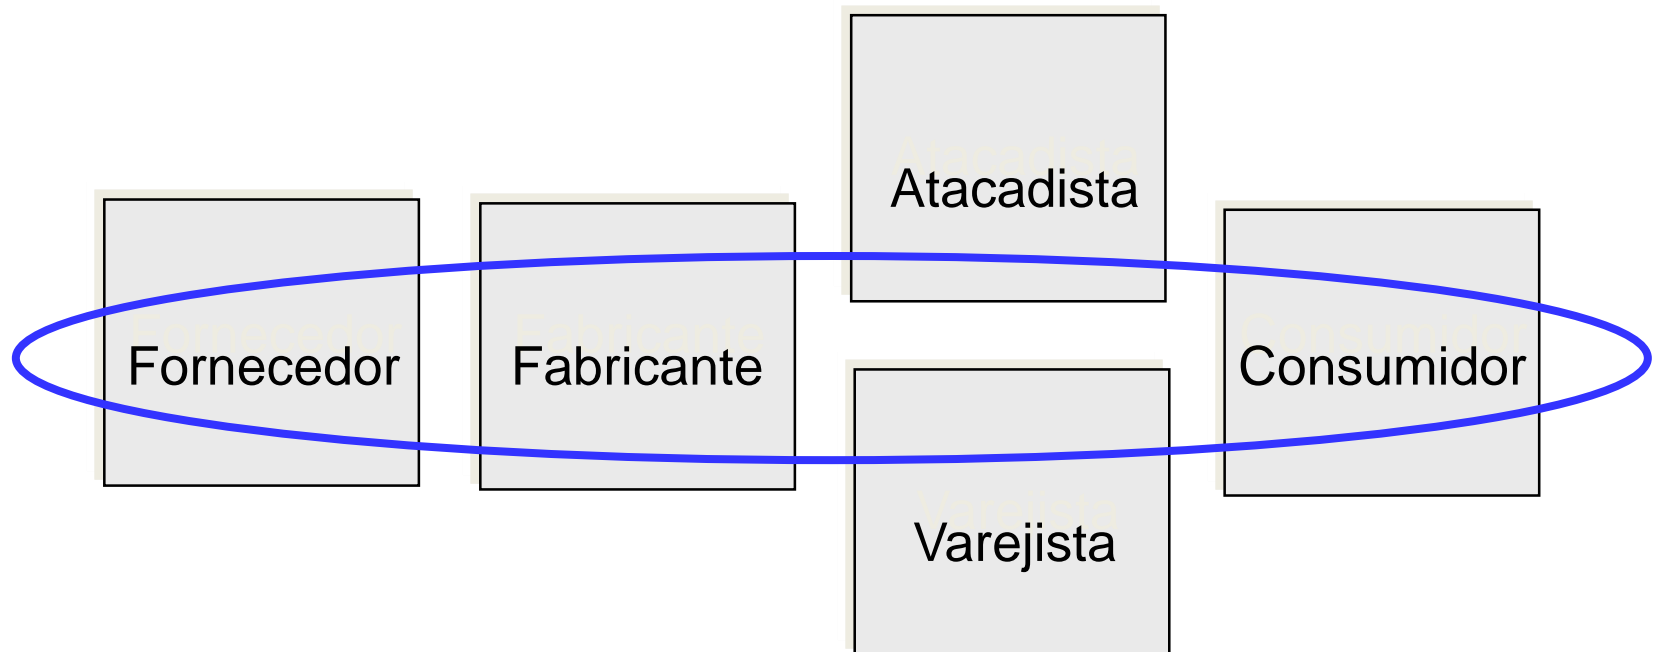 Atacadista
Fornecedor
Fabricante
Consumidor
Varejista